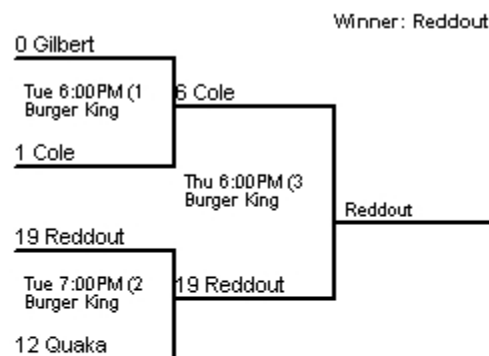 Winner: Reddout
0 Gilbert
Tue 6:00PM (1
Burger King
6 Cole
1 Cole
Thu 6:00PM (3
Burger King
Reddout
19 Reddout
Tue 7:00PM (2
Burger King
19 Reddout
12 Quaka